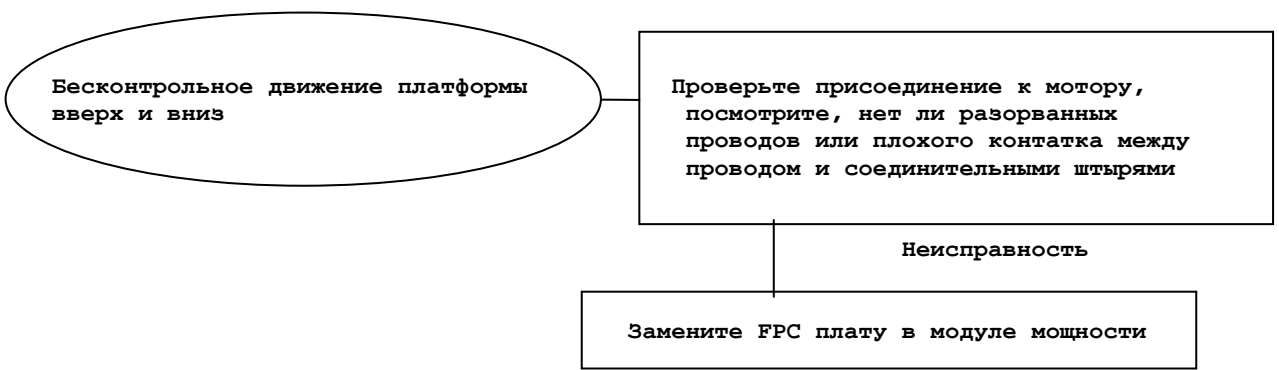 Бесконтрольное движение платформы
вверх и вниз
Проверьте присоединение к мотору,
посмотрите, нет ли разорванных
проводов или плохого контатка между
проводом и соединительными штырями
Неисправность
Замените FPC плату в модуле мощности